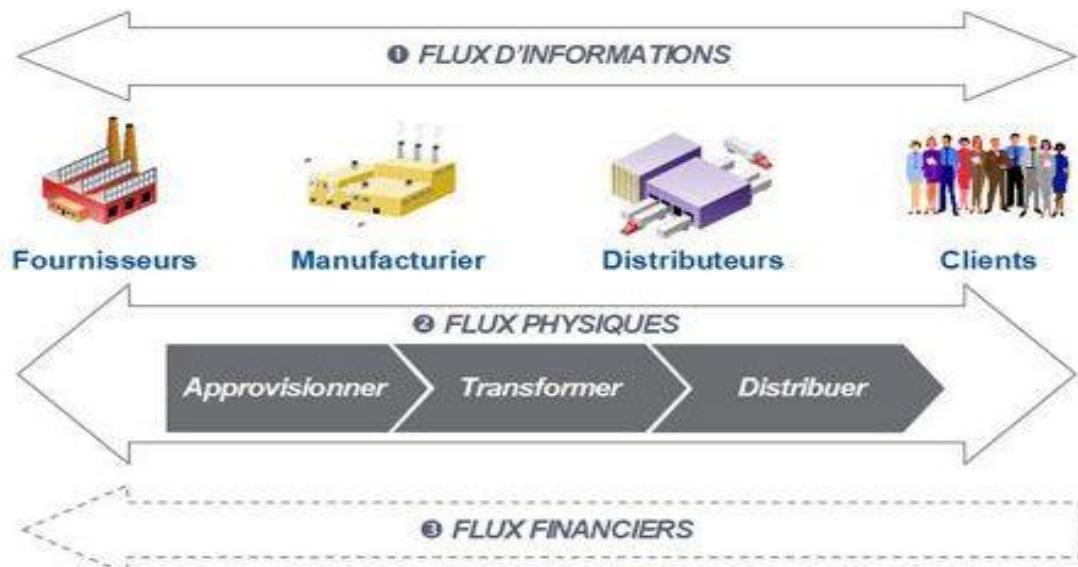 ❶ FLUX D'INFORMATIONS
Fournisseurs Manufacturier Distributeurs Clients
❷ FLUX PHYSIQUES
Approvisionner Transformer Distribuer
❸ FLUX FINANCIERS